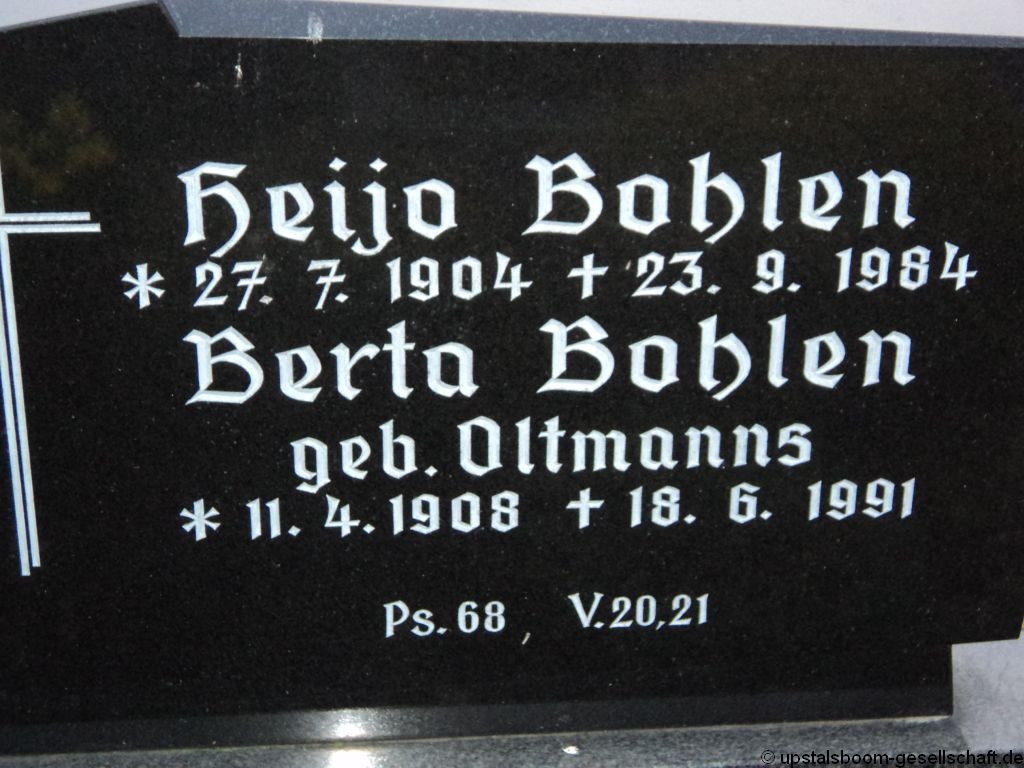 Heijo Bohlen
* 27. 7. 1904 † 23. 9. 1984
Berta Bohlen
geb. Oltmanns
* 11. 4. 1908 † 18. 6. 1991
Ps. 68, V. 20,21
© upstalsboom-gesellschaft.de